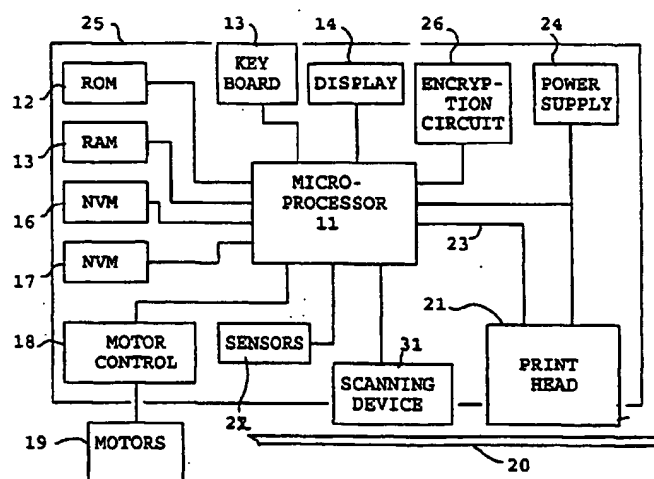 25
13
14
26
24
ROM
KEY
BOARD
DISPLAY
ENCRYP-
TION
CIRCUIT
POWER
SUPPLY
12
RAM
13
MICRO-
PROCESSOR
11
NVM
16
23
NVM
17
21
MOTOR
CONTROL
18
SENSORS
31
SCANNING
DEVICE
PRINT
HEAD
19
MOTORS
20